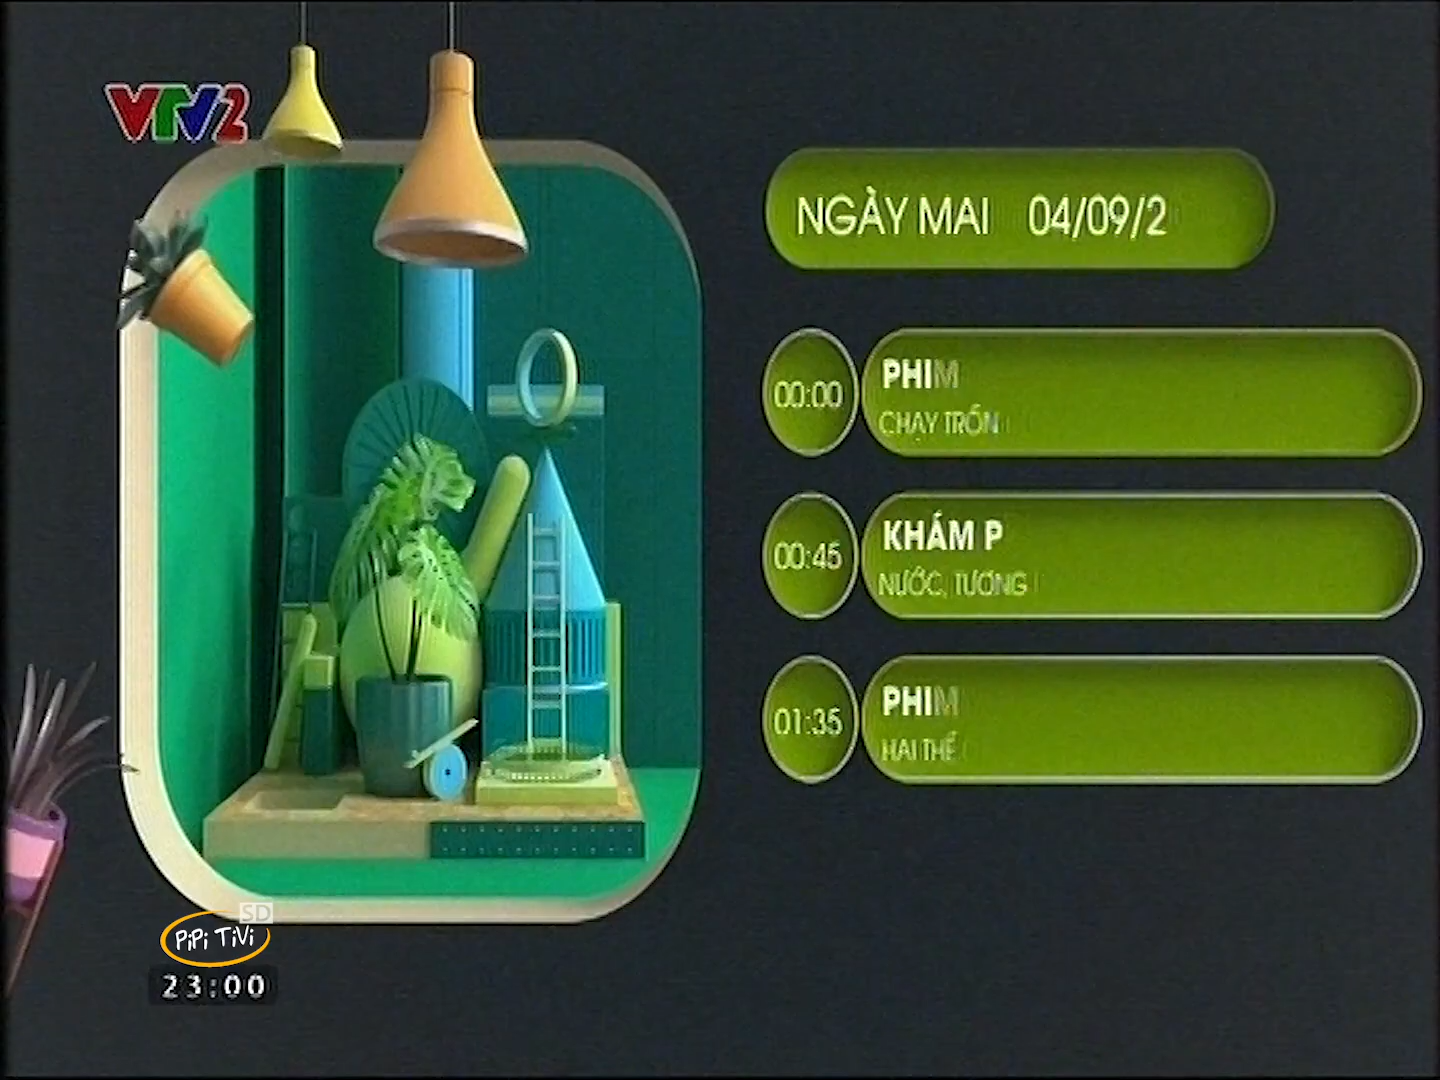 VTV2
NGÀY MAI 04/09/2
00:00
PHIM
CHẠY TRỐN
00:45
KHÁM P
NƯỚC, TƯƠNG
01:35
PHIM
HAI THẾ
SD
PiPi TiVi
23:00